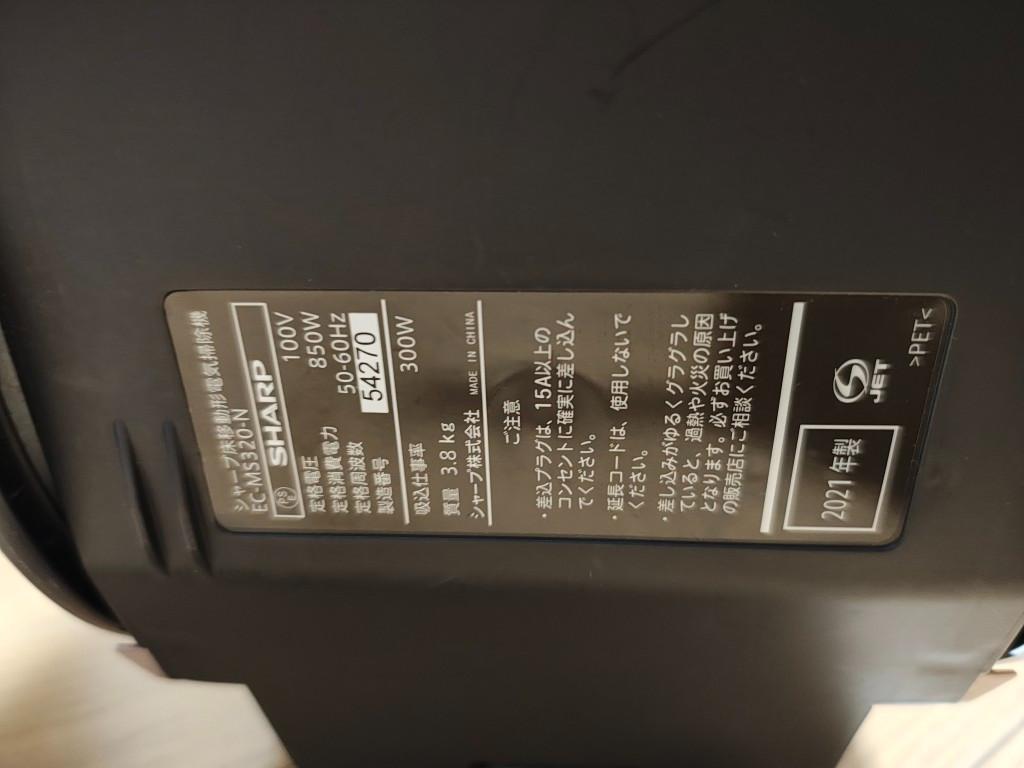 シャープ床移動形電気掃除機
EC-MS320-N
PS
E
SHARP
定格電圧 100V
定格消費電力 850W
定格周波数 50-60Hz
製造番号 54270
吸込仕事率 300W
質量 3.8kg
シャープ株式会社 MADE IN CHINA
ご注意
・差込プラグは、15A以上の
コンセントに確実に差し込ん
でください。
・延長コードは、使用しないで
ください。
・差し込みがゆるくグラグラし
ていると、過熱や火災の原因
となります。必ずお買い上げ
の販売店にご相談ください。
2021年製
JET
>PET<